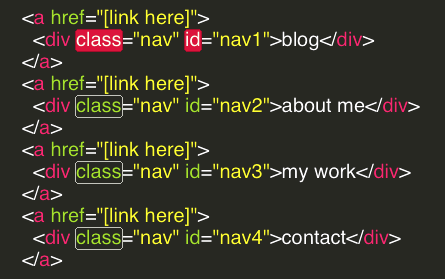 <a href="[link here]">
<div class="nav" id="nav1">blog</div>
</a>
<a href="[link here]">
<div class="nav" id="nav2">about me</div>
</a>
<a href="[link here]">
<div class="nav" id="nav3">my work</div>
</a>
<a href="[link here]">
<div class="nav" id="nav4">contact</div>
</a>